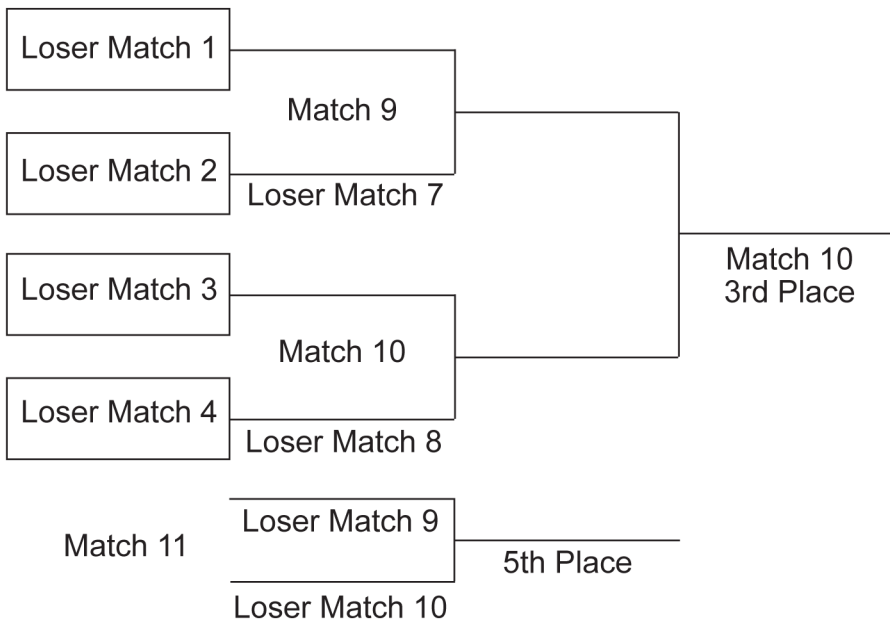 Loser Match 1
Match 9
Loser Match 2
Loser Match 7
Loser Match 3
Match 10
Loser Match 4
Loser Match 8
Match 10
3rd Place
Match 11
Loser Match 9
5th Place
Loser Match 10